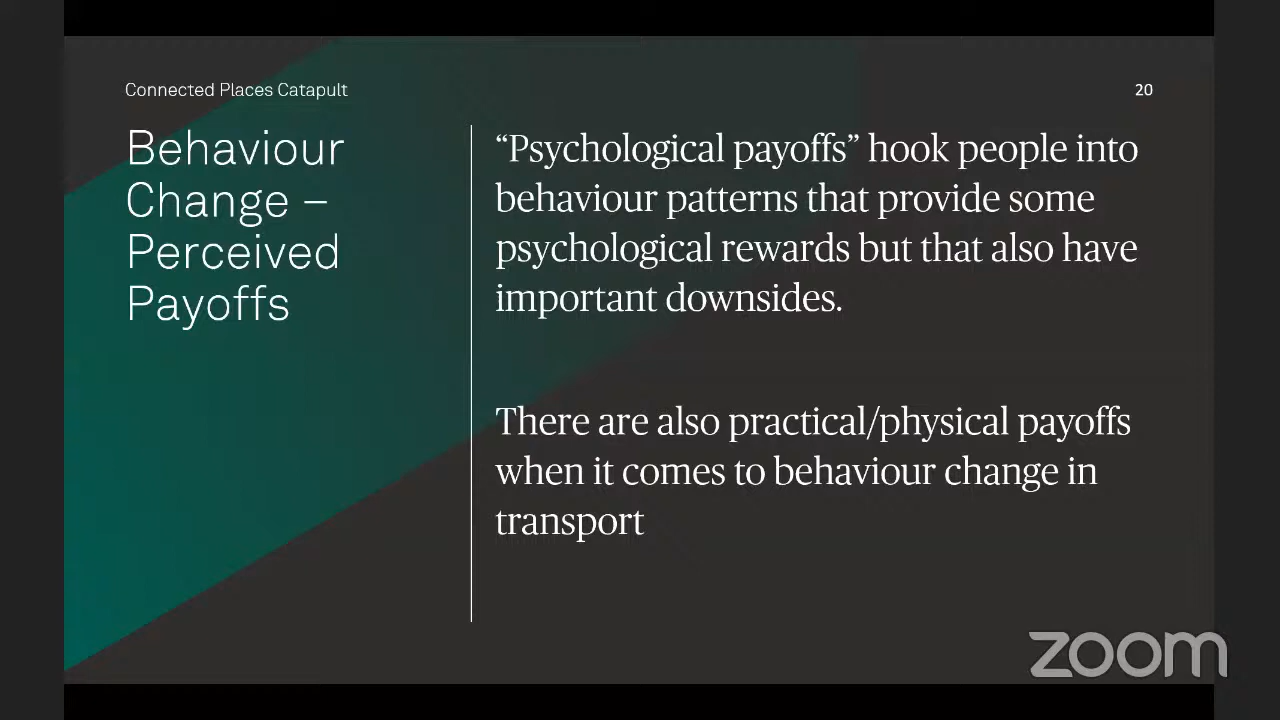 Connected Places Catapult
20
Behaviour
Change –
Perceived
Payoffs
“Psychological payoffs” hook people into
behaviour patterns that provide some
psychological rewards but that also have
important downsides.
There are also practical/physical payoffs
when it comes to behaviour change in
transport
zoom